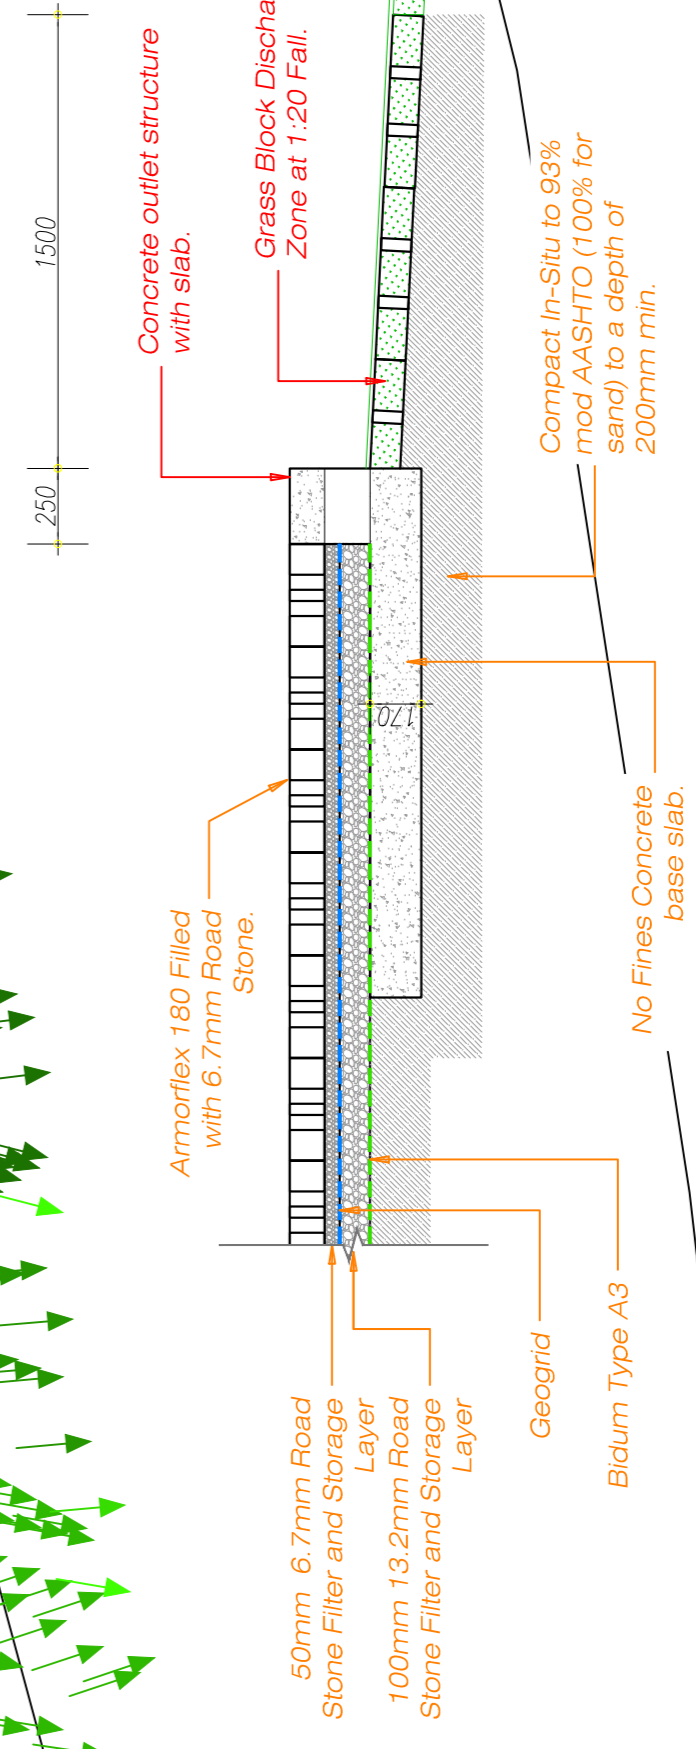 50mm 6.7mm Road
Stone Filter and Storage
Layer
100mm 13.2mm Road
Stone Filter and Storage
Layer
Geogrid
Bidum Type A3
Armorflex 180 Filled
with 6.7mm Road
Stone.
No Fines Concrete
base slab.
170
250
1500
Concrete outlet structure
with slab.
Grass Block Discha
Zone at 1:20 Fall.
Compact In-Situ to 93%
mod AASHTO (100% for
sand) to a depth of
200mm min.